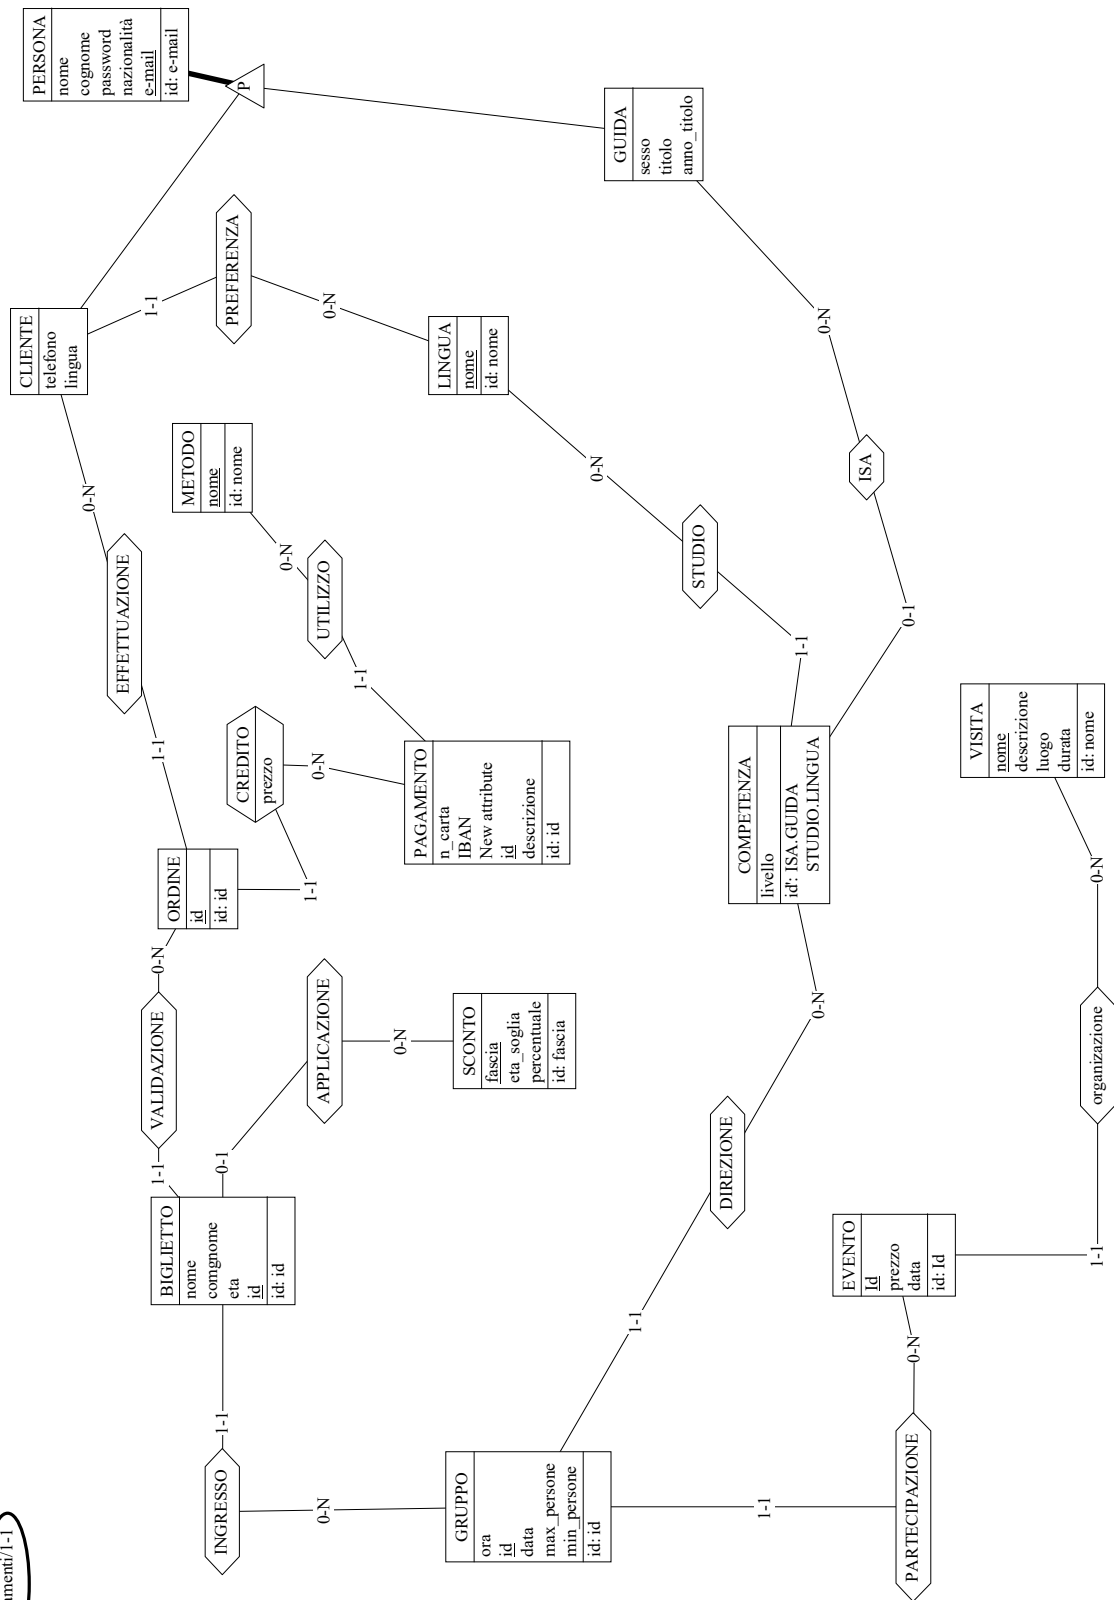 PERSONA
nome
cognome
password
nazionalità
e-mail
id: e-mail
P
GUIDA
sesso
titolo
anno_titolo
CLIENTE
telefono
lingua
1-1
PREFERENZA
0-N
LINGUA
nome
id: nome
0-N
ISA
0-1
0-N
STUDIO
1-1
0-N
EFFETTUAZIONE
1-1
METODO
nome
id: nome
0-N
UTILIZZO
1-1
CREDITO
prezzo
0-N
1-1
PAGAMENTO
n_carta
IBAN
New attribute
id
descrizione
id: id
ORDINE
id
id: id
0-N
VALIDAZIONE
1-1
COMPETENZA
livello
id': ISA.GUIDA
STUDIO.LINGUA
0-N
VISITA
nome
descrizione
luogo
durata
id: nome
0-N
organizazione
1-1
APPLICAZIONE
0-1
0-N
SCONTO
fascia
eta_soglia
percentuale
id: fascia
BIGLIETTO
nome
comgnome
eta
id
id: id
1-1
INGRESSO
0-N
DIREZIONE
1-1
EVENTO
Id
prezzo
data
id: Id
0-N
PARTECIPAZIONE
1-1
GRUPPO
ora
id
data
max_persone
min_persone
id: id
amenti/1-1